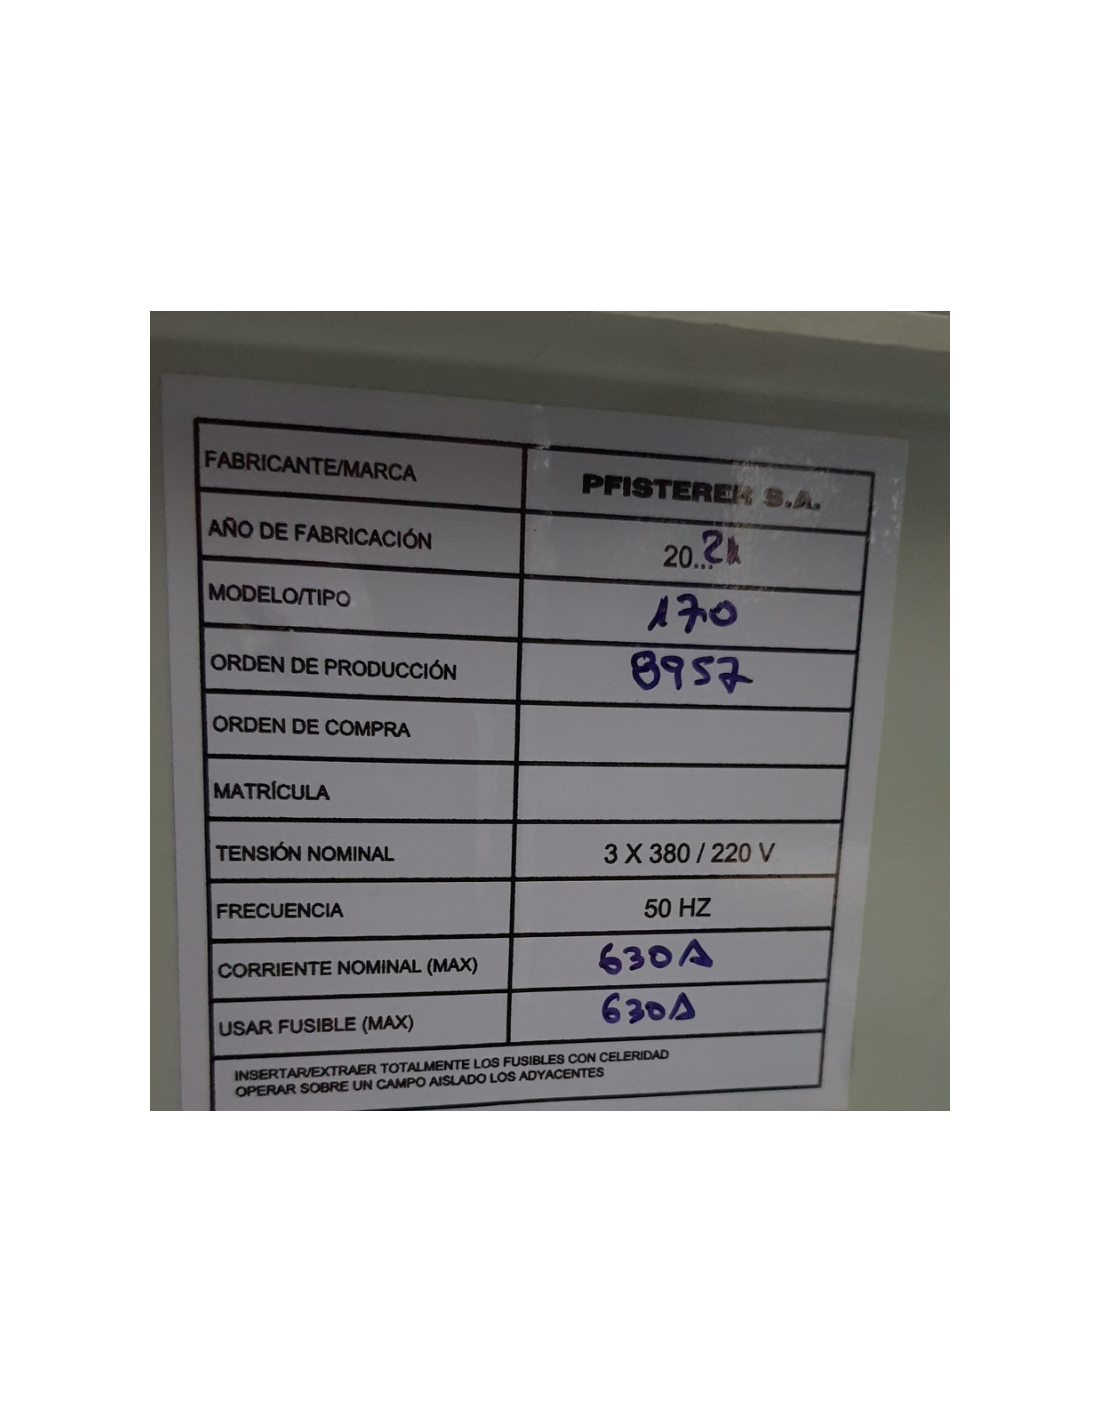 FABRICANTE/MARCA PFISTERER S.A.
AÑO DE FABRICACIÓN 20...21
MODELO/TIPO 170
ORDEN DE PRODUCCIÓN 8957
ORDEN DE COMPRA
MATRÍCULA
TENSIÓN NOMINAL 3 X 380 / 220 V
FRECUENCIA 50 HZ
CORRIENTE NOMINAL (MAX) 630A
USAR FUSIBLE (MAX) 630A
INSERTAR/EXTRAER TOTALMENTE LOS FUSIBLES CON CELERIDAD
OPERAR SOBRE UN CAMPO AISLADO LOS ADYACENTES